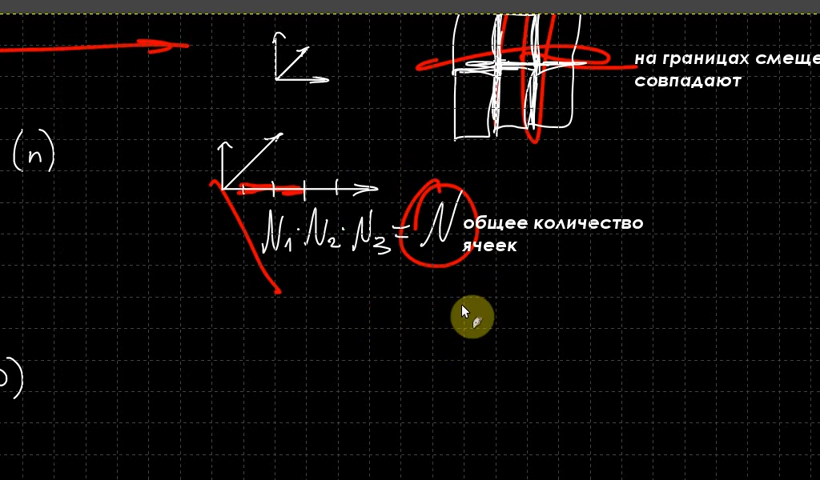 на границах смеще
совпадают
(n)
N₁·N₂·N₃=N
общее количество
ячеек